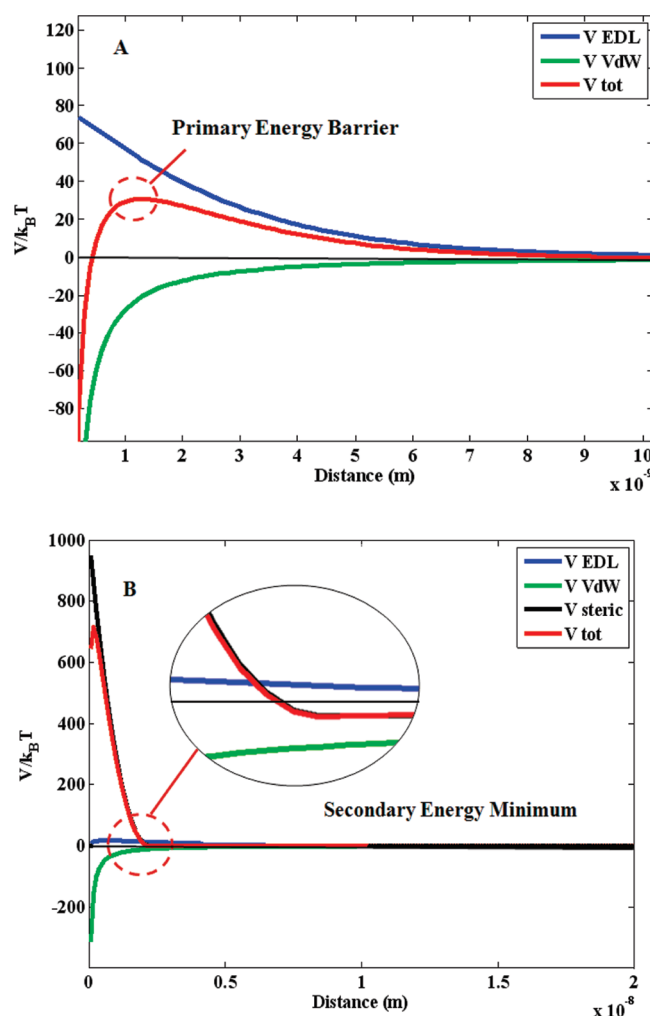 A
V EDL
V VdW
V tot
Primary Energy Barrier
V/k_BT
120
100
80
60
40
20
0
-20
-40
-60
-80
1 2 3 4 5 6 7 8 9 10
Distance (m)
x 10^-9
B
V EDL
V VdW
V steric
V tot
Secondary Energy Minimum
V/k_BT
1000
800
600
400
200
0
-200
0 0.5 1 1.5 2
Distance (m)
x 10^-8